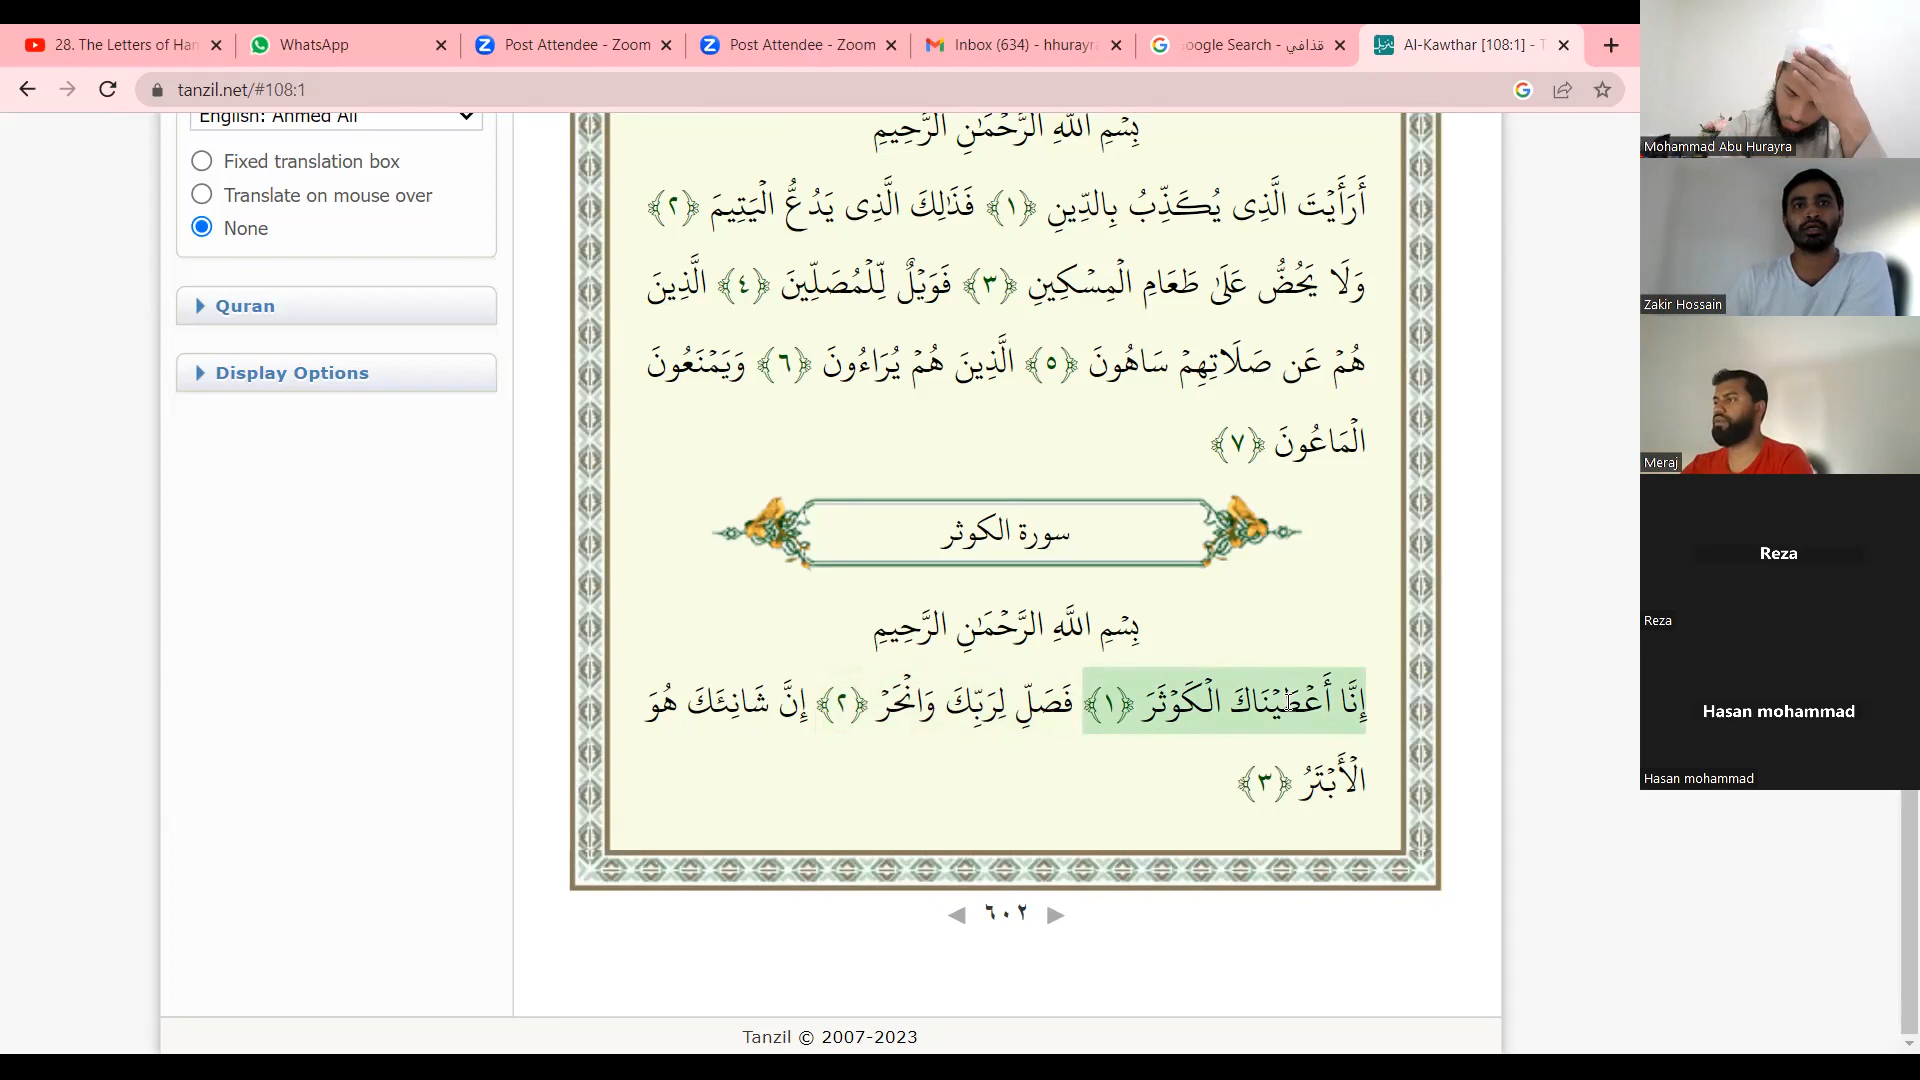 28. The Letters of Han
WhatsApp
Post Attendee - Zoom
Post Attendee - Zoom
Inbox (634) - hhurayra
قذافي - Google Search
Al-Kawthar [108:1] - T
tanzil.net/#108:1
English: Ahmed Ali
Fixed translation box
Translate on mouse over
None
Quran
Display Options
بِسْمِ اللَّهِ الرَّحْمَٰنِ الرَّحِيمِ
أَرَأَيْتَ الَّذِى يُكَذِّبُ بِالدِّينِ ﴿١﴾ فَذَٰلِكَ الَّذِى يَدُعُّ الْيَتِيمَ ﴿٢﴾
وَلَا يَحُضُّ عَلَىٰ طَعَامِ الْمِسْكِينِ ﴿٣﴾ فَوَيْلٌ لِّلْمُصَلِّينَ ﴿٤﴾ الَّذِينَ
هُمْ عَن صَلَاتِهِمْ سَاهُونَ ﴿٥﴾ الَّذِينَ هُمْ يُرَاءُونَ ﴿٦﴾ وَيَمْنَعُونَ
الْمَاعُونَ ﴿٧﴾
سورة الكوثر
بِسْمِ اللَّهِ الرَّحْمَٰنِ الرَّحِيمِ
إِنَّا أَعْطَيْنَاكَ الْكَوْثَرَ ﴿١﴾ فَصَلِّ لِرَبِّكَ وَانْحَرْ ﴿٢﴾ إِنَّ شَانِئَكَ هُوَ
الْأَبْتَرُ ﴿٣﴾
٦٠٢
Tanzil © 2007-2023
Mohammad Abu Hurayra
Zakir Hossain
Meraj
Reza
Reza
Hasan mohammad
Hasan mohammad